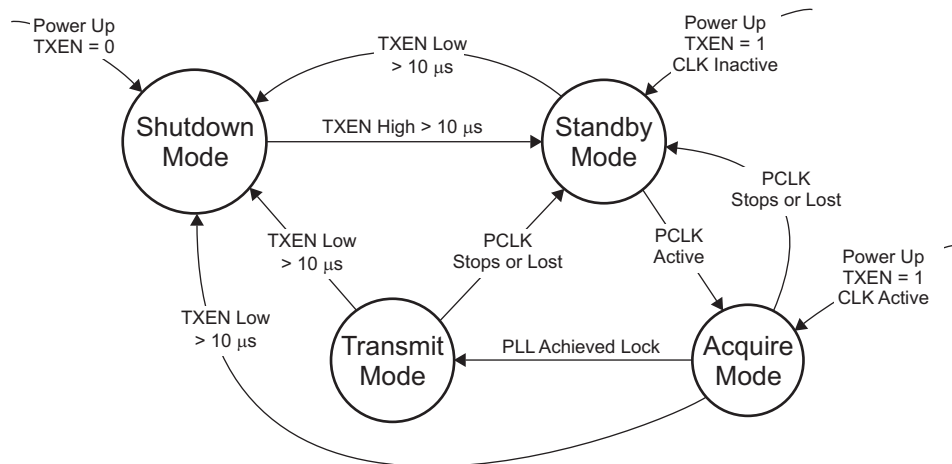 Power Up
TXEN = 0
TXEN Low
> 10 μs
Power Up
TXEN = 1
CLK Inactive
Shutdown
Mode
TXEN High > 10 μs
Standby
Mode
PCLK
Stops or Lost
TXEN Low
> 10 μs
PCLK
Stops or Lost
PCLK
Active
Power Up
TXEN = 1
CLK Active
TXEN Low
> 10 μs
Transmit
Mode
PLL Achieved Lock
Acquire
Mode